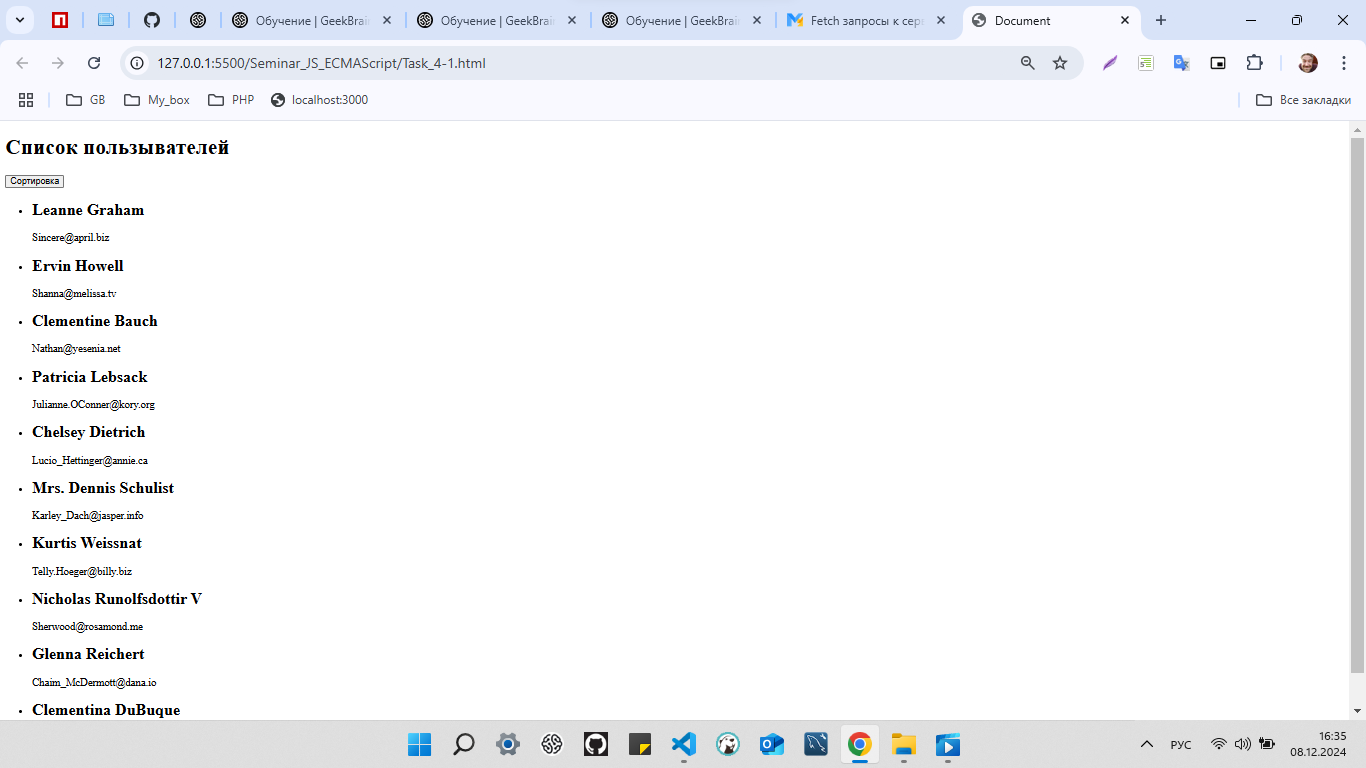 Обучение | GeekBrain
Обучение | GeekBrain
Обучение | GeekBrain
Fetch запросы к серв
Document
127.0.0.1:5500/Seminar_JS_ECMAScript/Task_4-1.html
GB
My_box
PHP
localhost:3000
Все закладки
Список пользывателей
Сортировка
Leanne Graham
Sincere@april.biz
Ervin Howell
Shanna@melissa.tv
Clementine Bauch
Nathan@yesenia.net
Patricia Lebsack
Julianne.OConner@kory.org
Chelsey Dietrich
Lucio_Hettinger@annie.ca
Mrs. Dennis Schulist
Karley_Dach@jasper.info
Kurtis Weissnat
Telly.Hoeger@billy.biz
Nicholas Runolfsdottir V
Sherwood@rosamond.me
Glenna Reichert
Chaim_McDermott@dana.io
Clementina DuBuque
РУС
16:35
08.12.2024